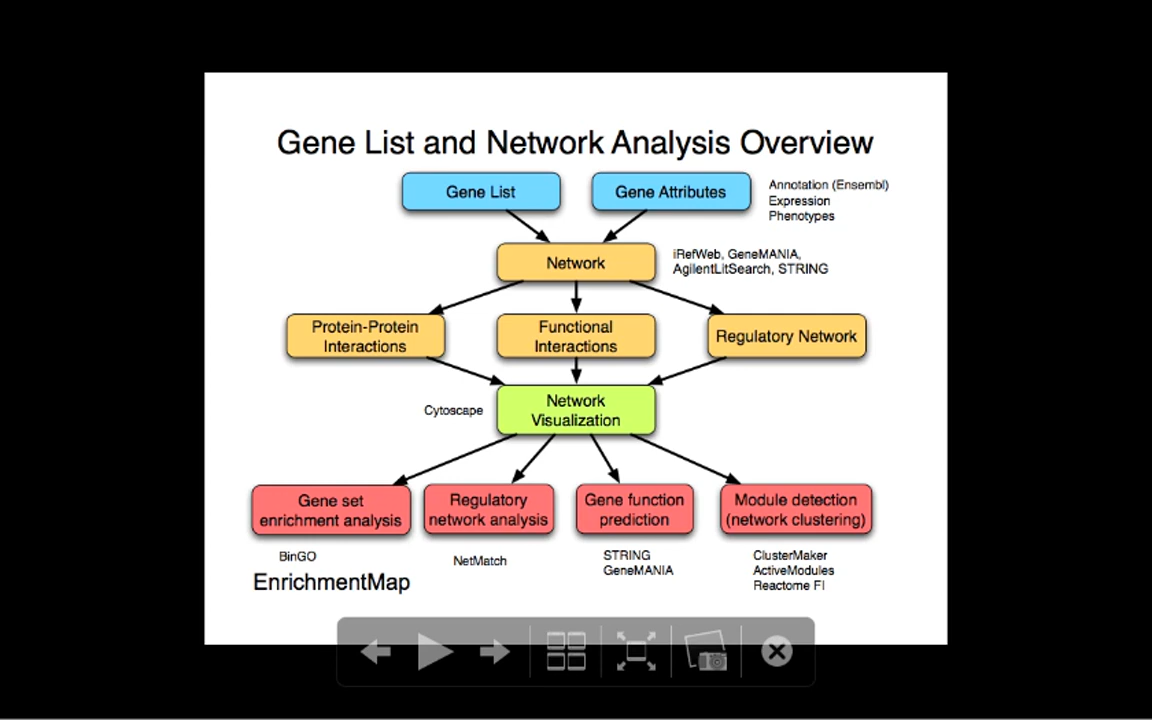 Gene List and Network Analysis Overview
Gene List
Gene Attributes
Annotation (Ensembl)
Expression
Phenotypes
Network
iRefWeb, GeneMANIA,
AgilentLitSearch, STRING
Protein-Protein
Interactions
Functional
Interactions
Regulatory Network
Cytoscape
Network
Visualization
Gene set
enrichment analysis
Regulatory
network analysis
Gene function
prediction
Module detection
(network clustering)
BinGO
EnrichmentMap
NetMatch
STRING
GeneMANIA
ClusterMaker
ActiveModules
Reactome FI